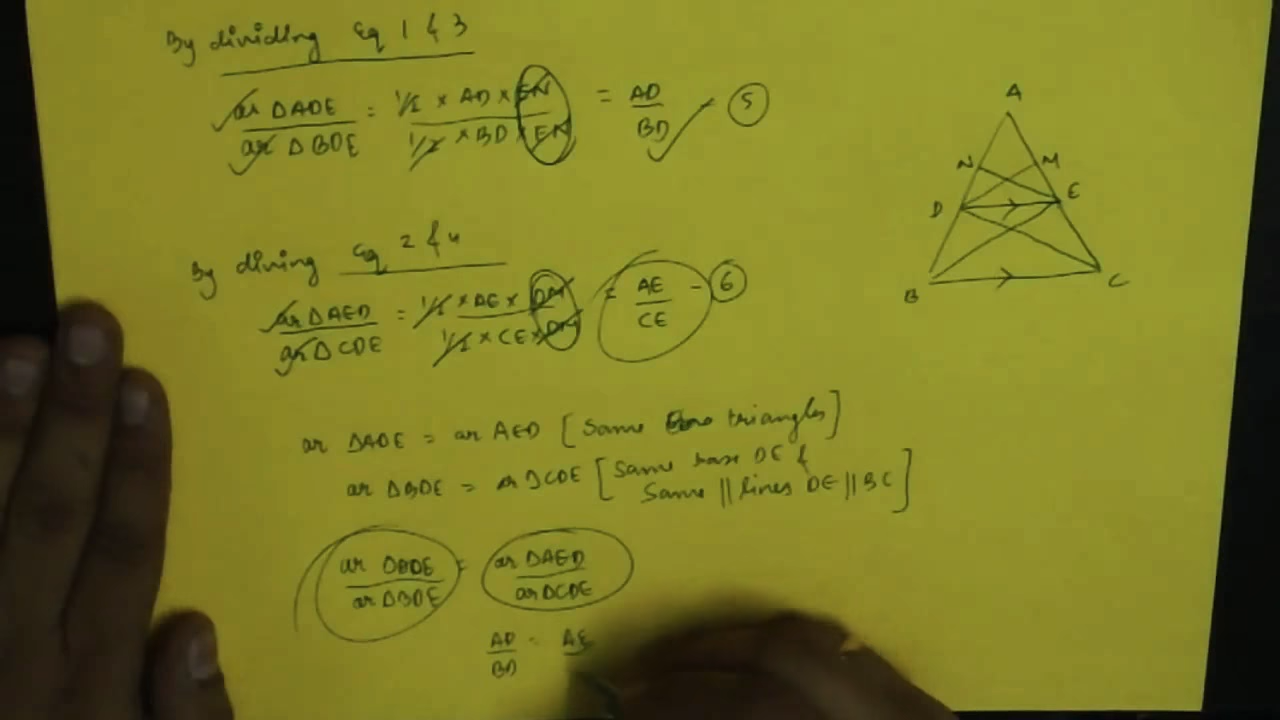 By dividing Eq 1 & 3
ar ΔADE / ar ΔBDE = 1/2 × AD × EN / 1/2 × BD × EN = AD / BD - 5
By dining Eq 2 & 4
ar ΔAED / ar ΔCDE = 1/2 × AE × DM / 1/2 × CE × DM = AE / CE - 6
ar ΔADE = ar AED [Same triangles]
ar ΔBDE = ar ΔCDE [Same base DE &
Same || lines DE || BC]
ar ΔADE / ar ΔBDE = ar ΔAED / ar ΔCDE
AD / BD = AE
A
N M
D E
B C